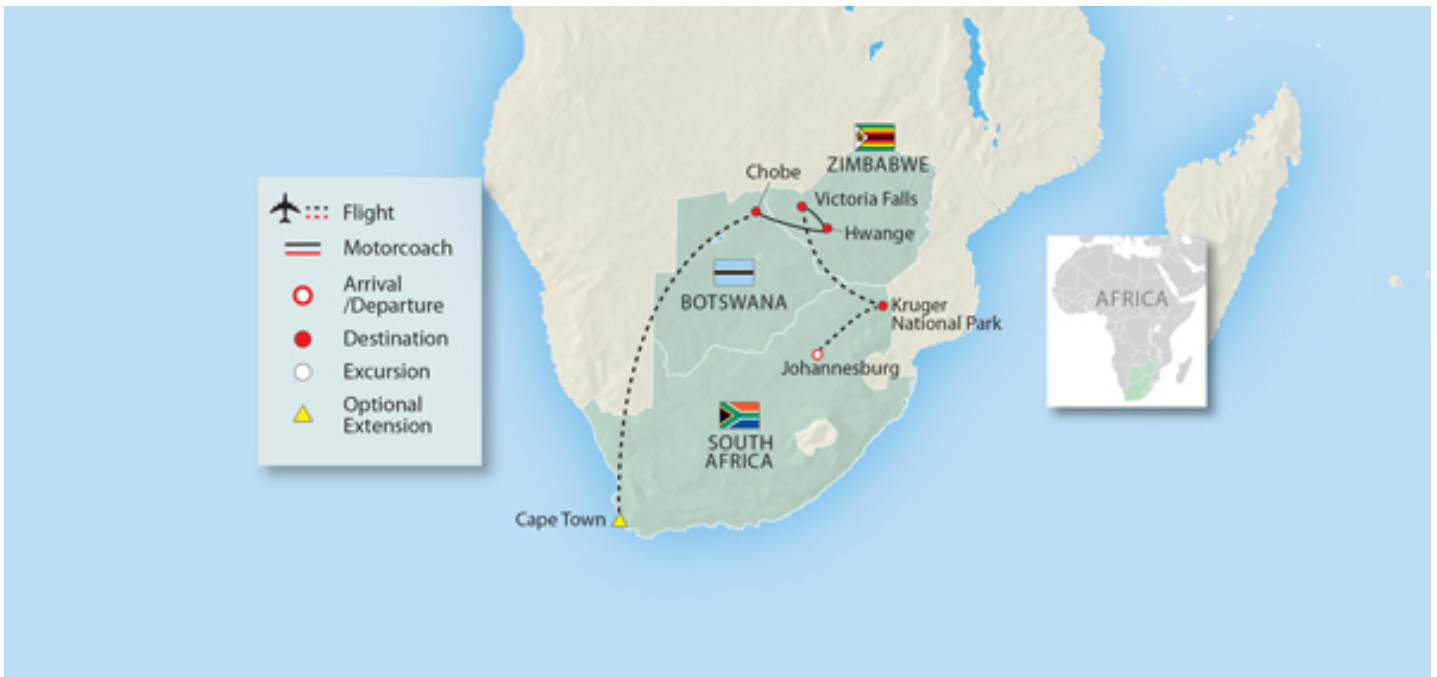 Flight
Motorcoach
Arrival
/Departure
Destination
Excursion
Optional
Extension
ZIMBABWE
Chobe
Victoria Falls
Hwange
BOTSWANA
Kruger
National Park
Johannesburg
SOUTH
AFRICA
Cape Town
AFRICA